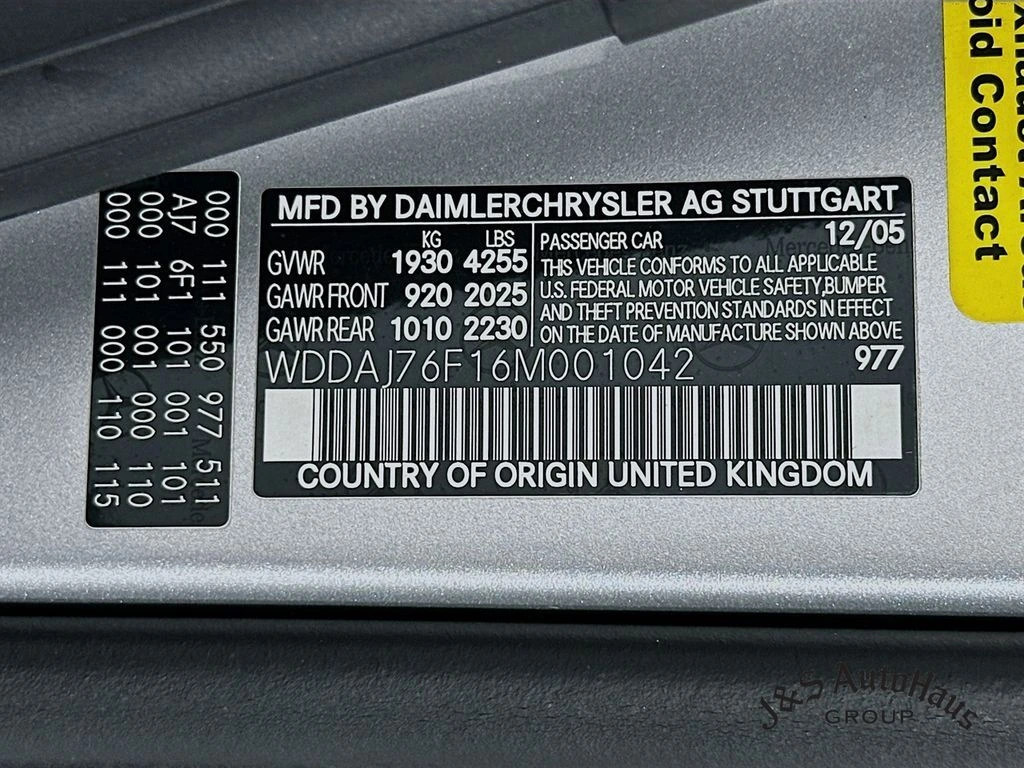 MFD BY DAIMLERCHRYSLER AG STUTTGART
KG LBS
GVWR 1930 4255
GAWR FRONT 920 2025
GAWR REAR 1010 2230
PASSENGER CAR 12/05
THIS VEHICLE CONFORMS TO ALL APPLICABLE
U.S. FEDERAL MOTOR VEHICLE SAFETY,BUMPER
AND THEFT PREVENTION STANDARDS IN EFFECT
ON THE DATE OF MANUFACTURE SHOWN ABOVE
WDDAJ76F16M001042 977
COUNTRY OF ORIGIN UNITED KINGDOM
000 111 550 977 511
AJ7 6F1 101 001 101
000 101 001 000 110
000 111 000 110 115
Contact
J&S AutoHaus
GROUP